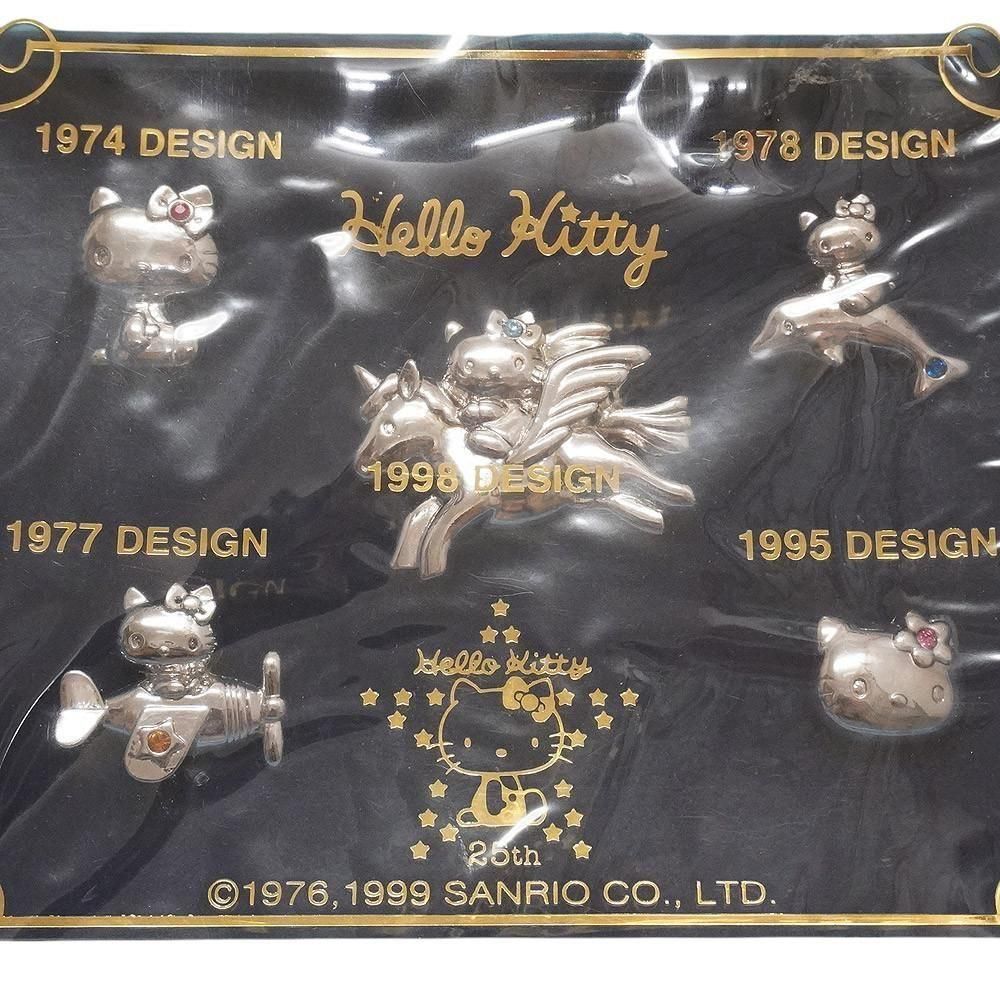 1974 DESIGN
1978 DESIGN
Hello Kitty
1998 DESIGN
1977 DESIGN
1995 DESIGN
Hello Kitty
25th
©1976,1999 SANRIO CO., LTD.